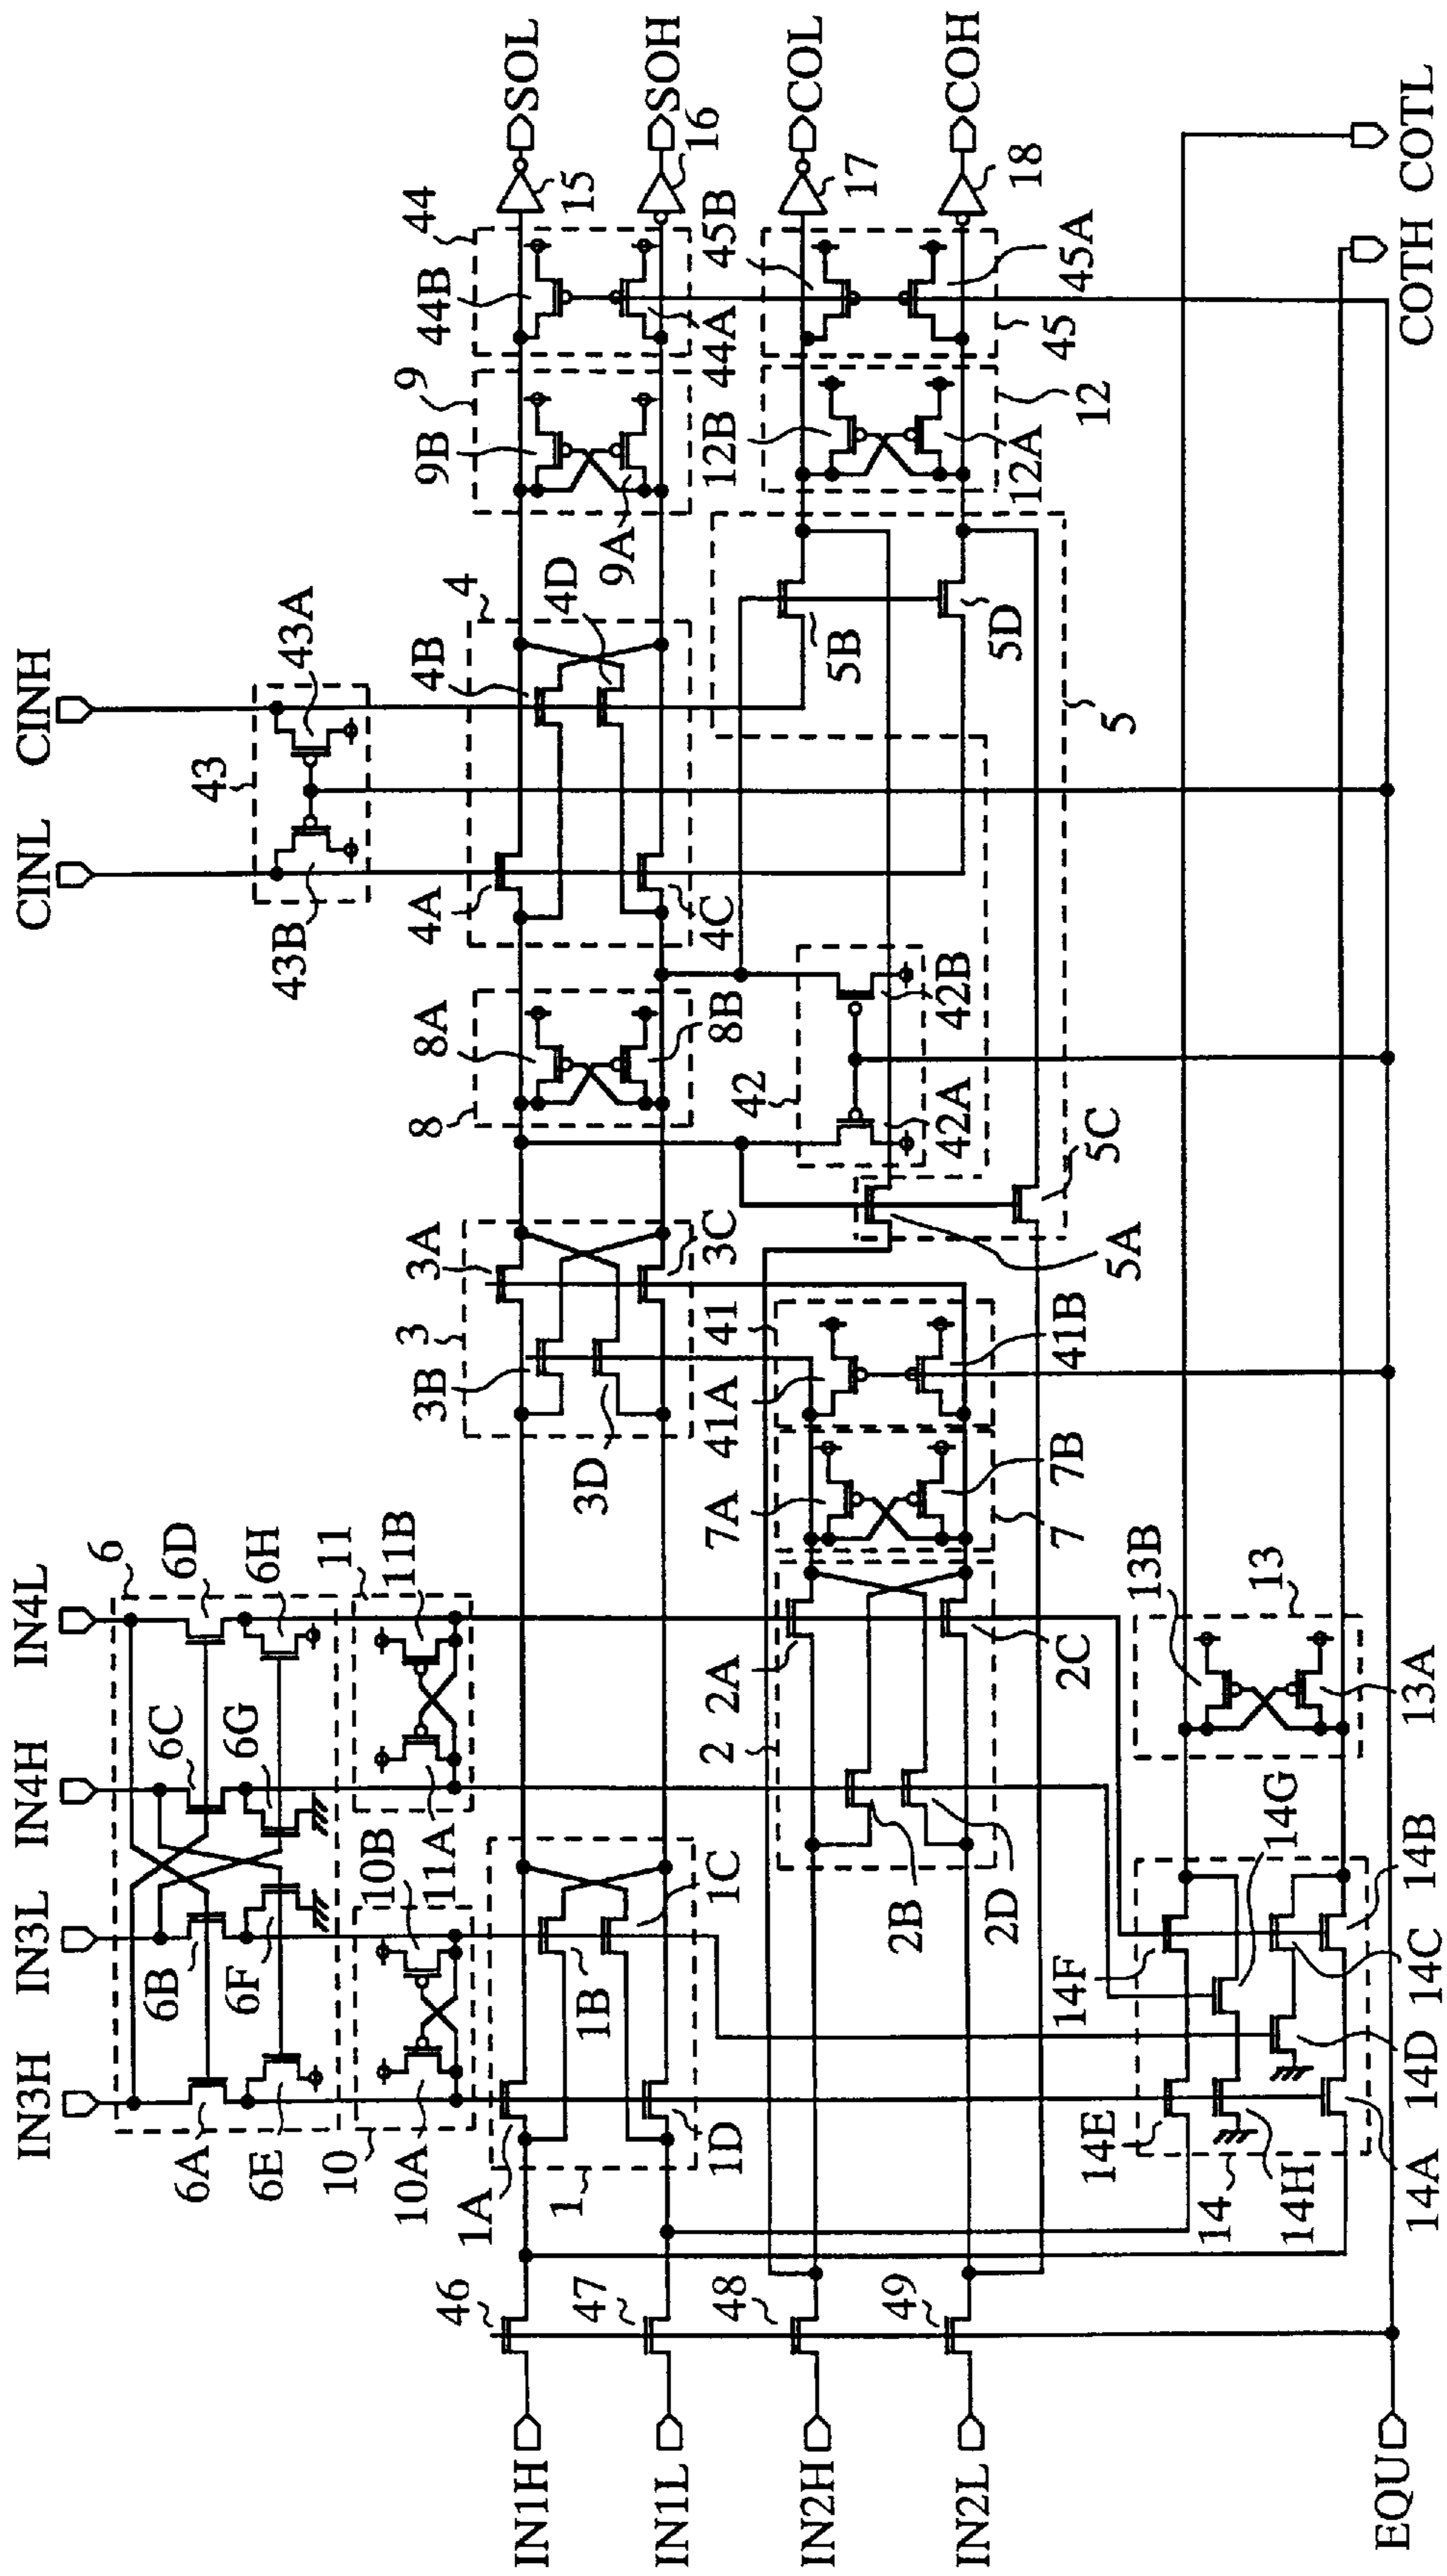 SOL
SOH
COL
COH
COTL
COTH
15
16
17
18
44
44B
44A
45B
45A
45
9
9B
9A
12B
12A
12
CINH
CINL
43
43A
43B
4
4A
4B
4C
4D
5B
5D
5
8
8A
8B
42
42A
42B
5A
5C
3
3A
3B
3C
3D
41
41A
41B
7A
7B
7
IN4L
IN4H
IN3L
IN3H
6
6A
6B
6C
6D
6E
6F
6G
6H
11
11A
11B
10
10A
10B
2
2A
2B
2C
2D
1
1A
1B
1C
1D
13
13A
13B
14
14A
14B
14C
14D
14E
14F
14G
14H
46
47
48
49
IN1H
IN1L
IN2H
IN2L
EQU